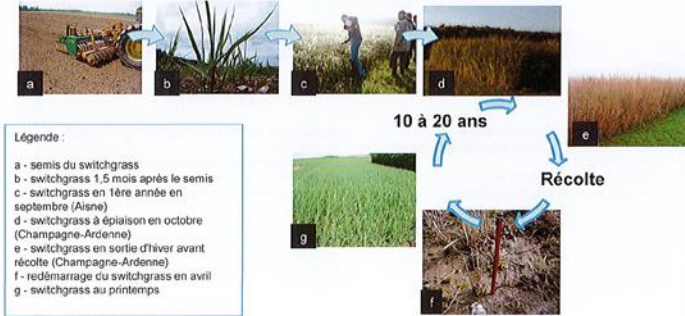 a
b
c
d
e
10 à 20 ans
Récolte
g
f
Légende :
a - semis du switchgrass
b - switchgrass 1,5 mois après le semis
c - switchgrass en 1ère année en
septembre (Aisne)
d - switchgrass à épiaison en octobre
(Champagne-Ardenne)
e - switchgrass en sortie d'hiver avant
récolte (Champagne-Ardenne)
f - redémarrage du switchgrass en avril
g - switchgrass au printemps